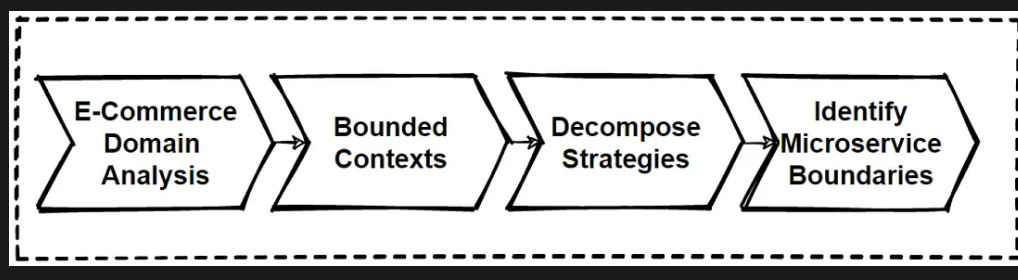 E-Commerce
Domain
Analysis
Bounded
Contexts
Decompose
Strategies
Identify
Microservice
Boundaries